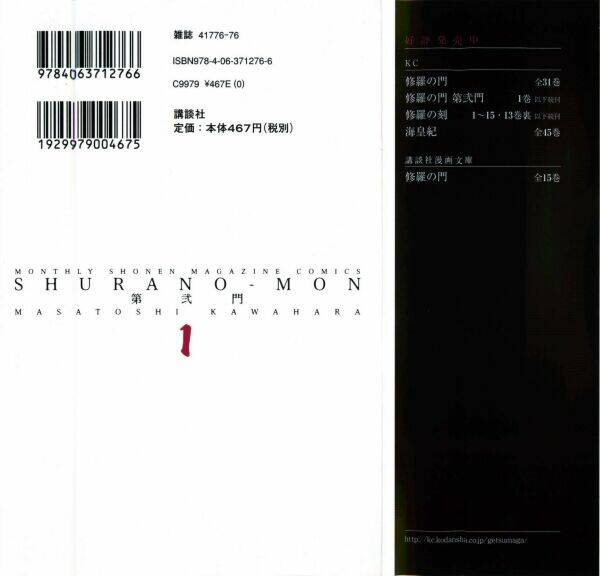 雑誌 41776-76
9784063712766
ISBN978-4-06-371276-6
C9979 ¥467E (0)
1929979004675
講談社
定価：本体467円(税別)
MONTHLY SHONEN MAGAZINE COMICS
SHURANO-MON
第弐門
MASATOSHI KAWAHARA
1
好評発売中
KC
修羅の門 全31巻
修羅の門 第弐門 1巻 以下続刊
修羅の刻 1〜15・13巻裏 以下続刊
海皇紀 全45巻
講談社漫画文庫
修羅の門 全15巻
http://kc.kodansha.co.jp/getsumaga/